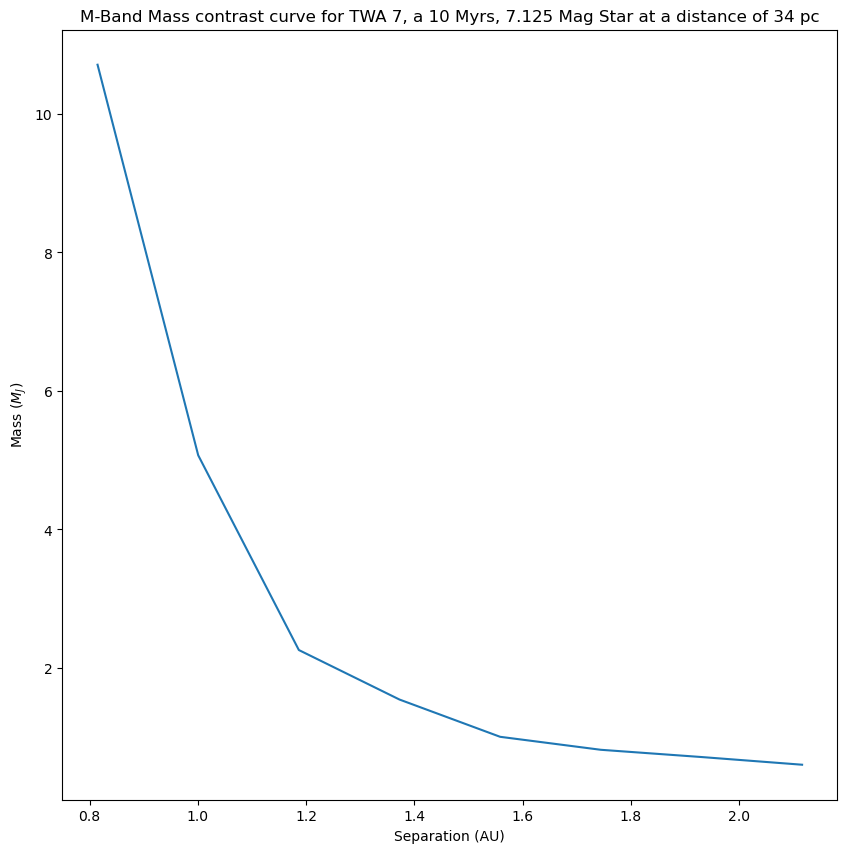 M-Band Mass contrast curve for TWA 7, a 10 Myrs, 7.125 Mag Star at a distance of 34 pc
10
8
6
4
2
Mass (M_J)
0.8 1.0 1.2 1.4 1.6 1.8 2.0
Separation (AU)